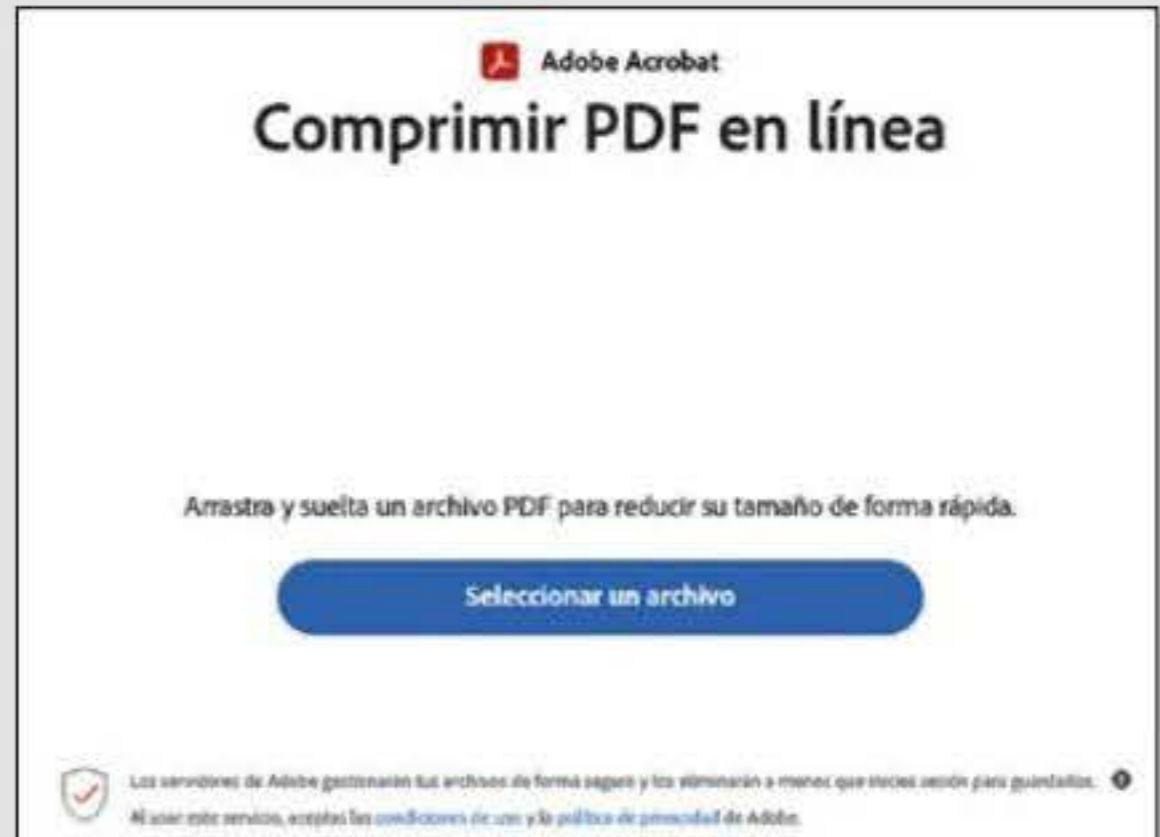 Adobe Acrobat
Comprimir PDF en línea
Arrastra y suelta un archivo PDF para reducir su tamaño de forma rápida.
Seleccionar un archivo
Los servidores de Adobe gestionarán tus archivos de forma segura y los eliminarán a menos que inicies sesión para guardarlos.
Al usar este servicio, aceptas las condiciones de uso y la política de privacidad de Adobe.